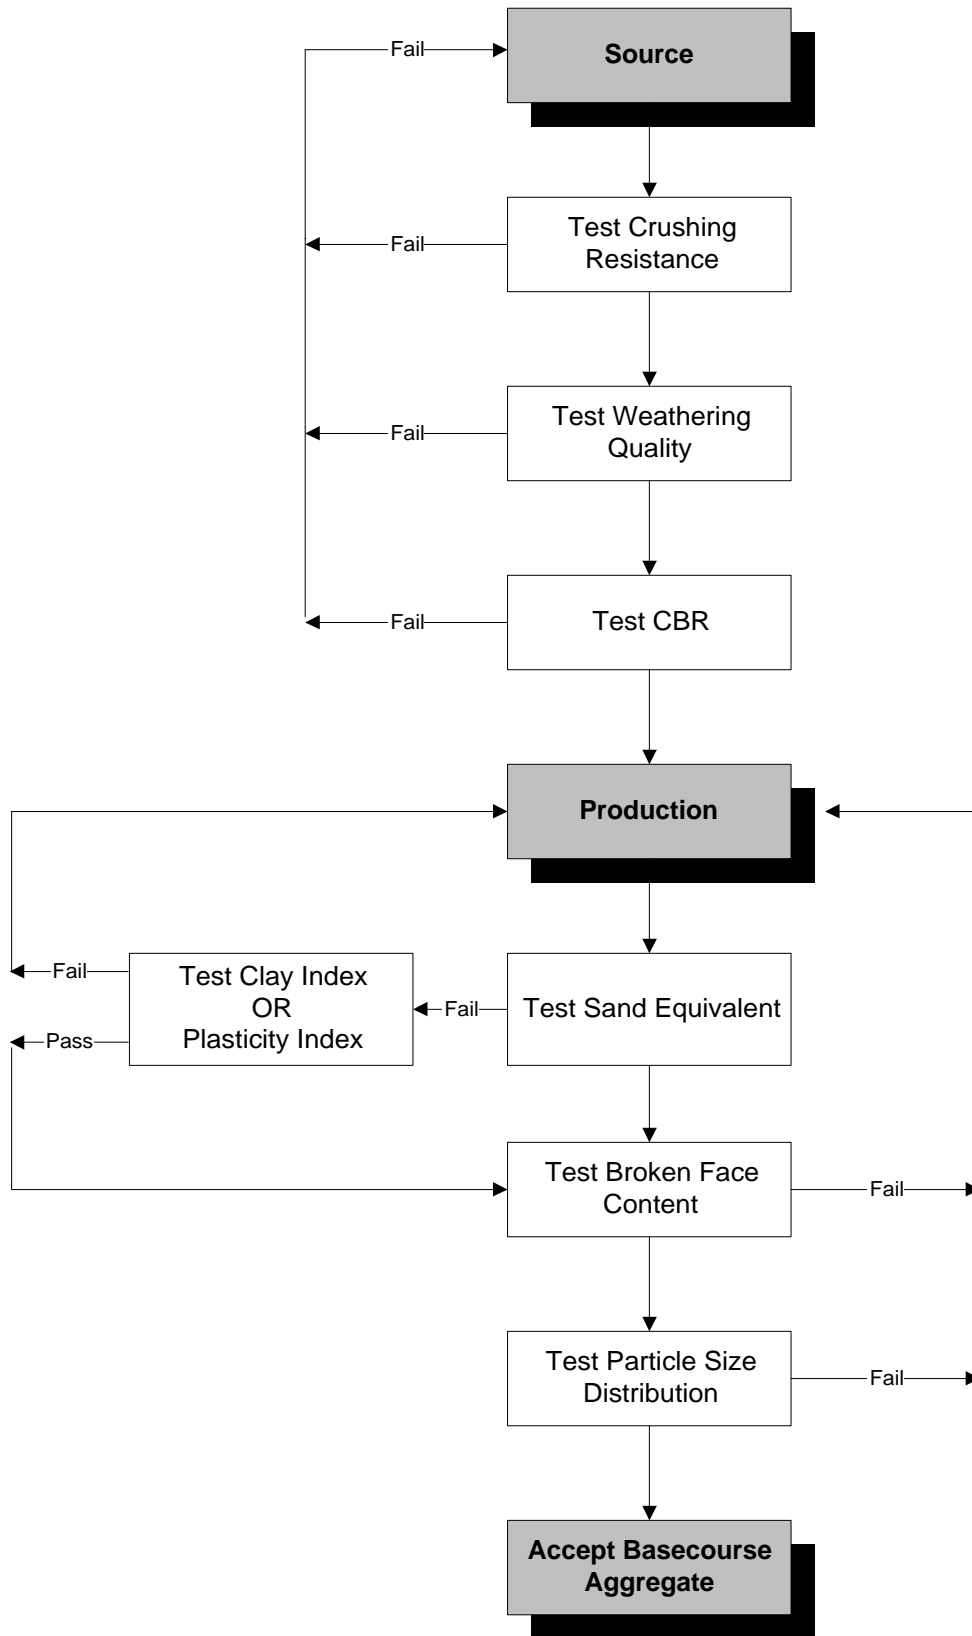 Fail
Source
Test Crushing
Resistance
Fail
Test Weathering
Quality
Fail
Test CBR
Fail
Production
Test Clay Index
OR
Plasticity Index
Fail
Pass
Fail
Test Sand Equivalent
Test Broken Face
Content
Fail
Test Particle Size
Distribution
Fail
Accept Basecourse
Aggregate